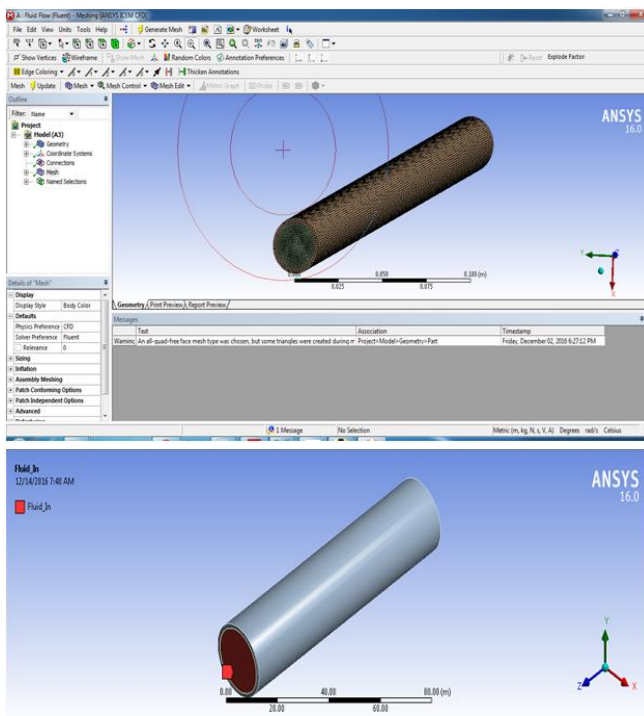 A : Fluid Flow (Fluent) - Meshing [ANSYS ICEM CFD]
File Edit View Units Tools Help Generate Mesh Worksheet
Show Vertices Wireframe Show Mesh Random Colors Annotation Preferences Reset Explode Factor:
Edge Coloring Thicken Annotations
Mesh Update Mesh Mesh Control Mesh Edit Metric Graph Probe
Outline
Filter: Name
Project
Model (A3)
Geometry
Coordinate Systems
Connections
Mesh
Named Selections
ANSYS
16.0
0.000 0.050 0.100 (m)
0.025 0.075
Y
X
Details of "Mesh"
Display
Display Style Body Color
Defaults
Physics Preference CFD
Solver Preference Fluent
Relevance 0
Sizing
Inflation
Assembly Meshing
Patch Conforming Options
Patch Independent Options
Advanced
Geometry Print Preview Report Preview
Messages
Text Association Timestamp
Warning An all-quad-free face mesh type was chosen, but some triangles were created during m Project>Model>Geometry>Part Friday, December 02, 2016 6:27:12 PM
1 Message No Selection Metric (m, kg, N, s, V, A) Degrees rad/s Celsius
Fluid_In
12/14/2016 7:48 AM
Fluid_In
ANSYS
16.0
0.00 40.00 80.00 (m)
20.00 60.00
Y
Z X